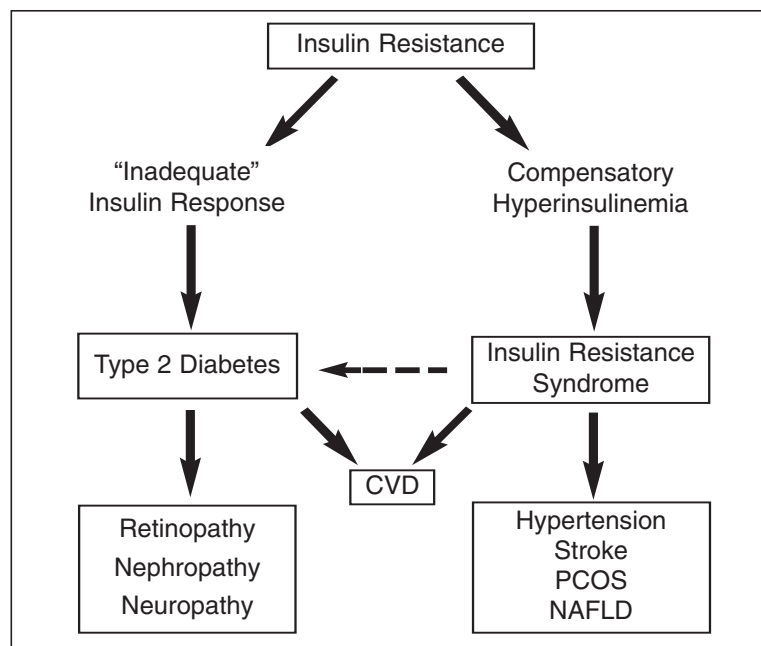 Insulin Resistance
“Inadequate”
Insulin Response
Compensatory
Hyperinsulinemia
Type 2 Diabetes
Insulin Resistance
Syndrome
CVD
Retinopathy
Nephropathy
Neuropathy
Hypertension
Stroke
PCOS
NAFLD